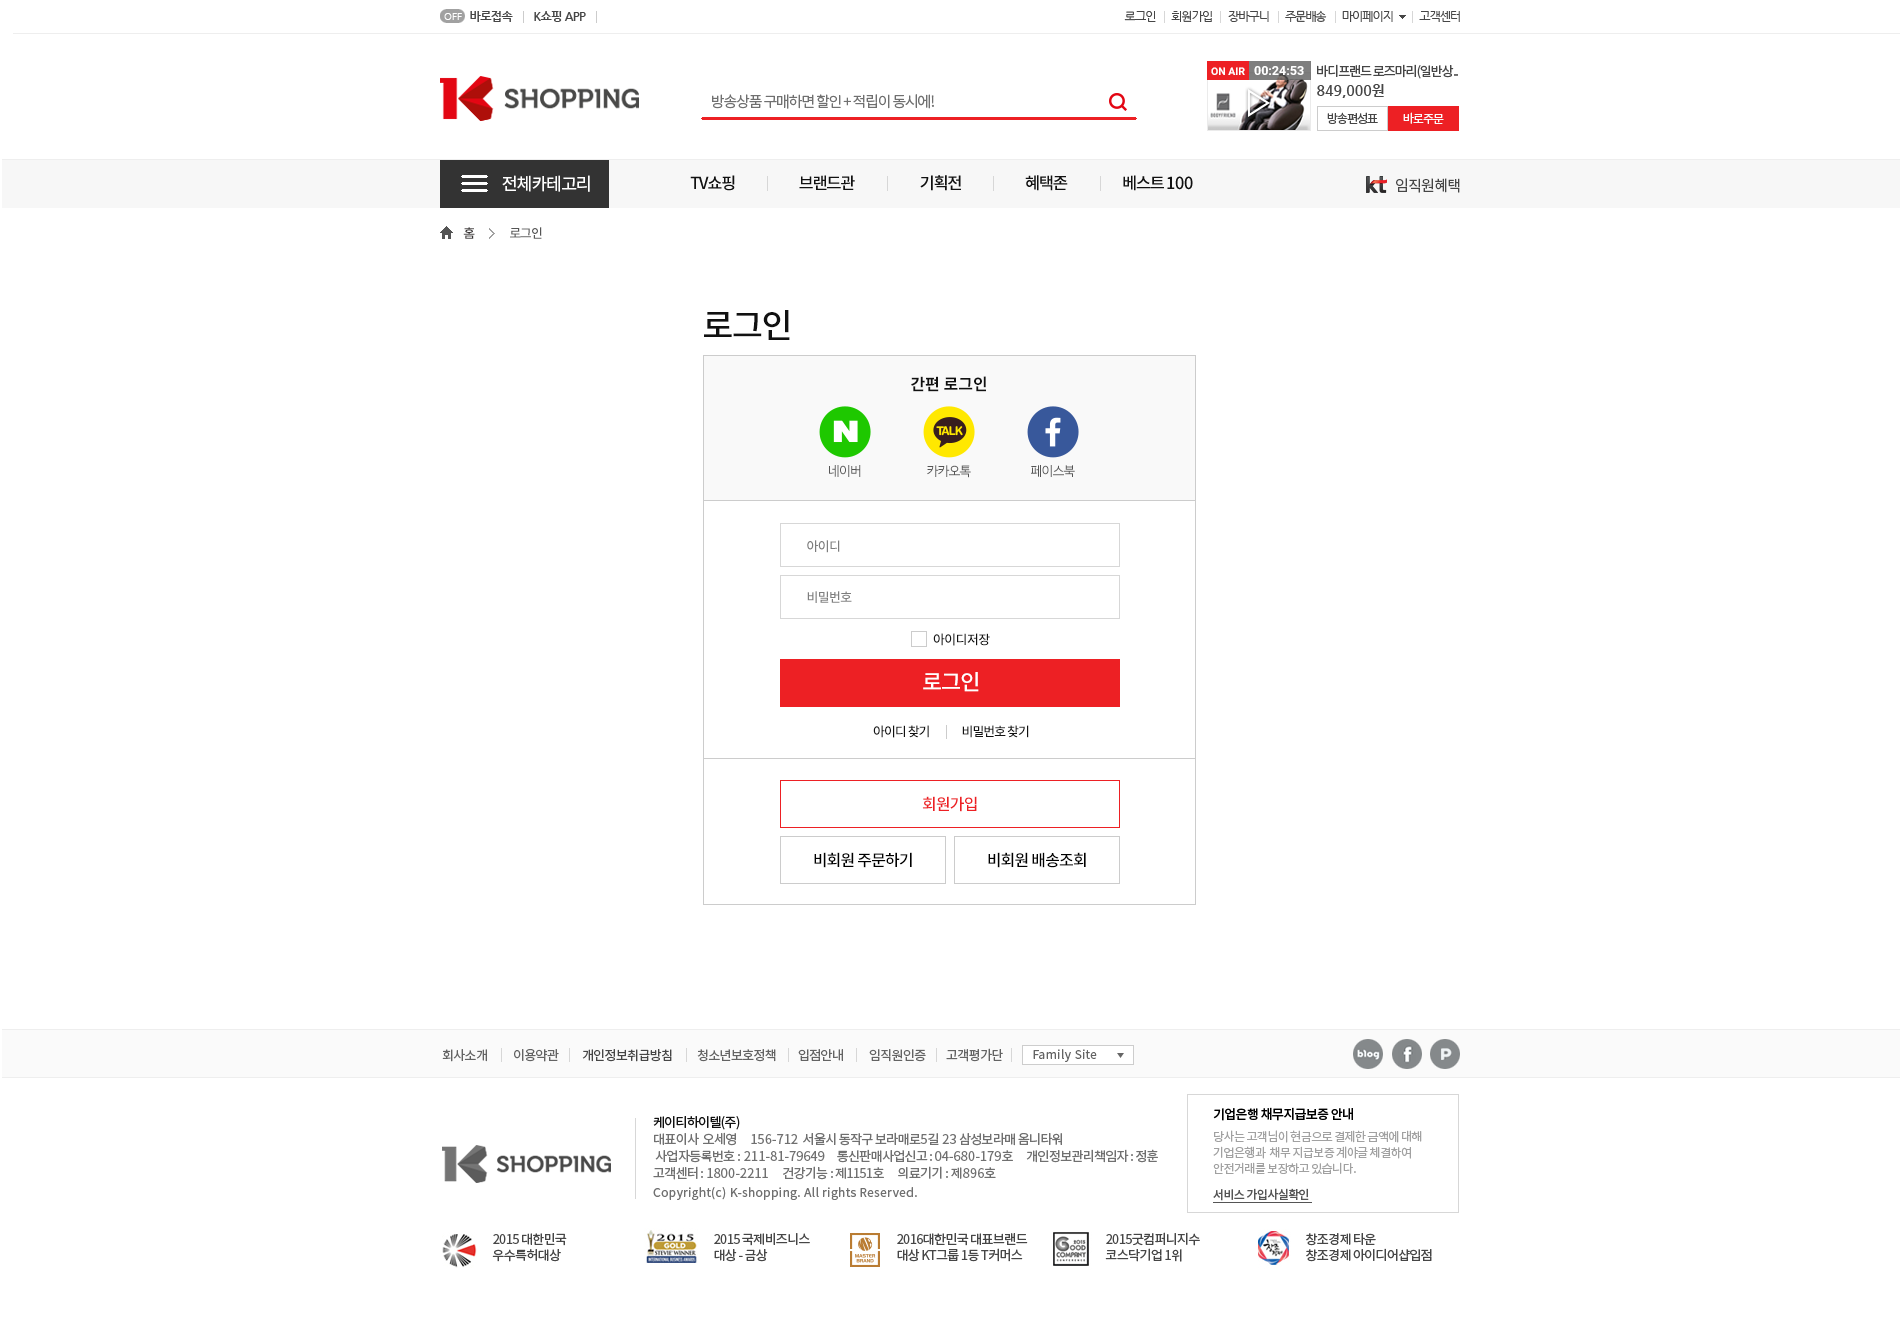 OFF 바로접속 K쇼핑 APP 로그인 회원가입 장바구니 주문배송 마이페이지 고객센터
K SHOPPING
방송상품 구매하면 할인 + 적립이 동시에!
ON AIR 00:24:53
BODYFRIEND
바디프랜드 로즈마리(일반상..
849,000원
방송편성표 바로주문
전체카테고리 TV쇼핑 브랜드관 기획전 혜택존 베스트 100 kt 임직원혜택
홈 로그인
로그인
간편 로그인
N TALK f
네이버 카카오톡 페이스북
아이디
비밀번호
아이디저장
로그인
아이디 찾기 비밀번호 찾기
회원가입
비회원 주문하기 비회원 배송조회
회사소개 이용약관 개인정보취급방침 청소년보호정책 입점안내 임직원인증 고객평가단 Family Site blog f P
K SHOPPING
케이티하이텔(주)
대표이사 오세영 156-712 서울시 동작구 보라매로5길 23 삼성보라매 옴니타워
사업자등록번호 : 211-81-79649 통신판매사업신고 : 04-680-179호 개인정보관리책임자 : 정훈
고객센터 : 1800-2211 건강기능 : 제1151호 의료기기 : 제896호
Copyright(c) K-shopping. All rights Reserved.
기업은행 채무지급보증 안내
당사는 고객님이 현금으로 결제한 금액에 대해
기업은행과 채무 지급보증 계야글 체결하여
안전거래를 보장하고 있습니다.
서비스 가입사실확인
2015 대한민국
우수특허대상
2015
GOLD
STEVIE WINNER
INTERNATIONAL BUSINESS AWARDS
2015 국제비즈니스
대상 - 금상
MASTER
BRAND
2016대한민국 대표브랜드
대상 KT그룹 1등 T커머스
2015
GOOD
COMPANY
CONFERENCE
2015굿컴퍼니지수
코스닥기업 1위
창조경제 타운
창조경제 아이디어샵입점